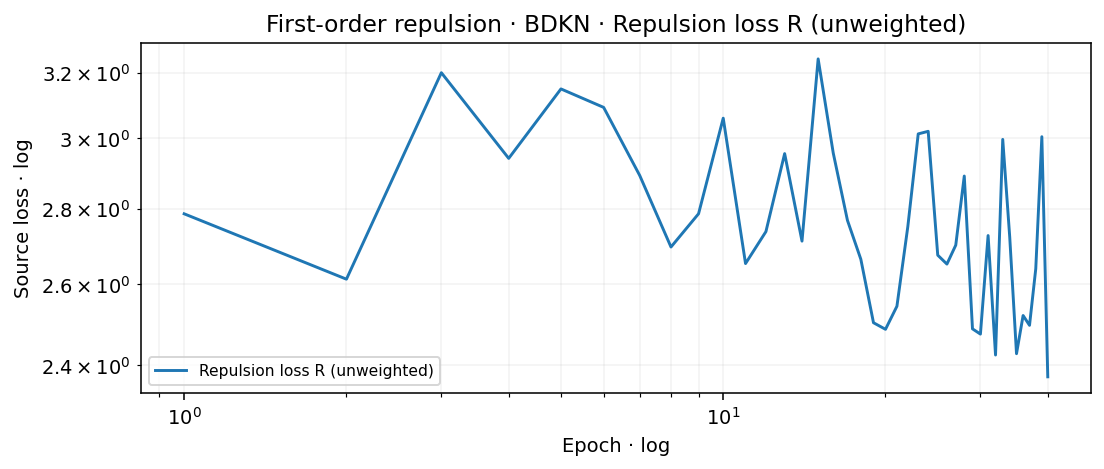 First-order repulsion · BDKN · Repulsion loss R (unweighted)
Source loss · log
3.2 × 10⁰
3 × 10⁰
2.8 × 10⁰
2.6 × 10⁰
2.4 × 10⁰
Repulsion loss R (unweighted)
10⁰
10¹
Epoch · log